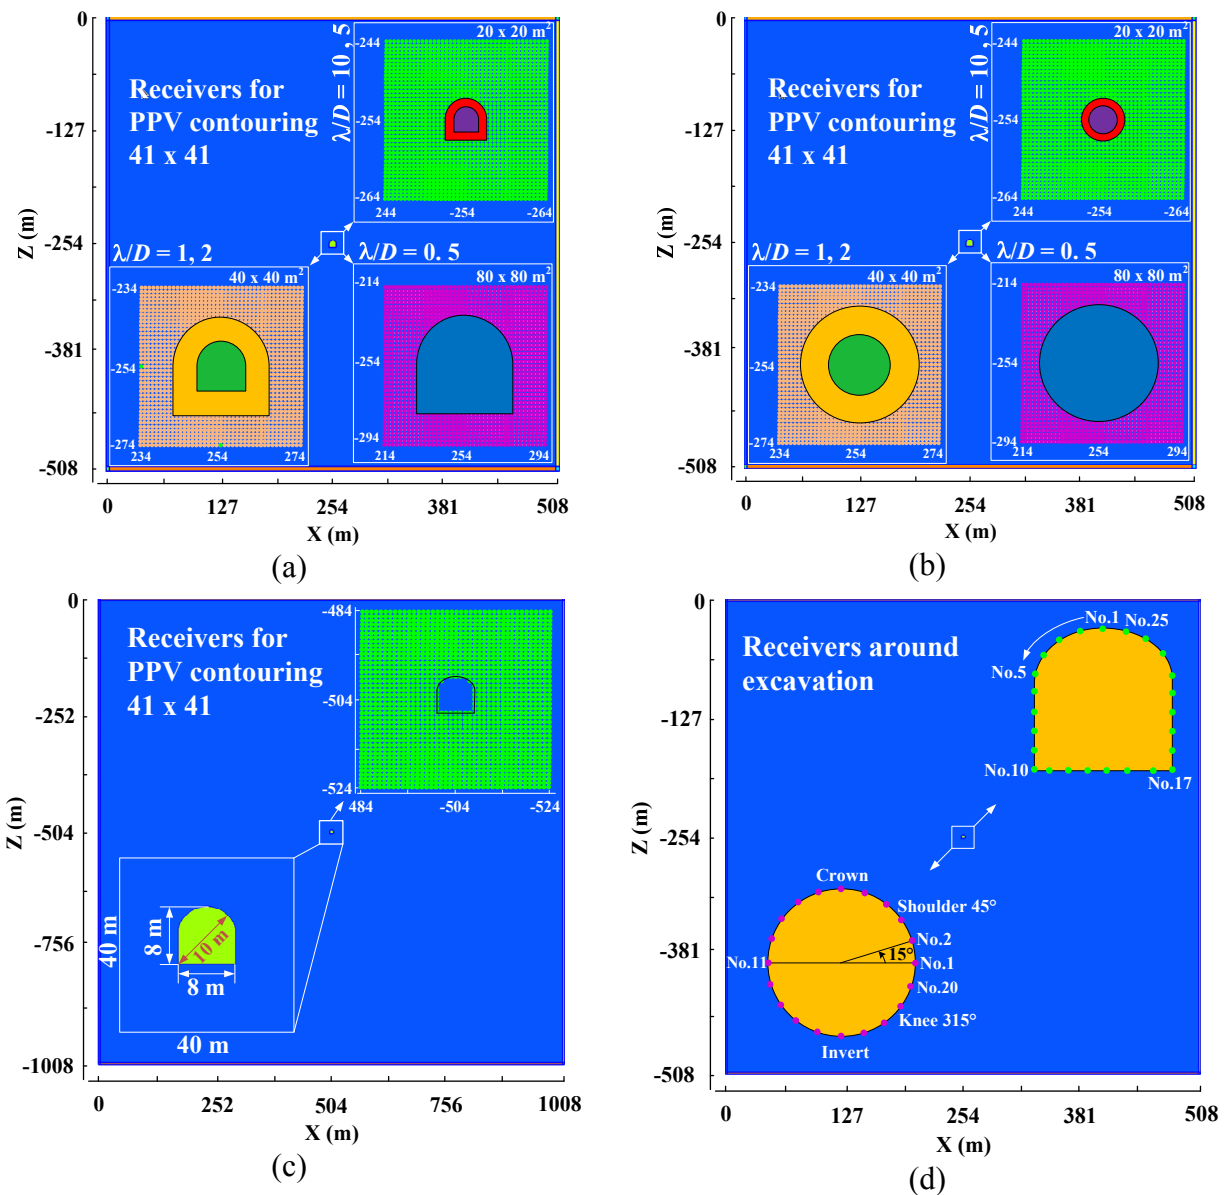 0
-127
-254
-381
-508
Z (m)
Receivers for
PPV contouring
41 x 41
λ/D = 10 , 5
20 x 20 m2
-244
-254
-264
244
-254
-264
λ/D = 1, 2
40 x 40 m2
-234
-254
-274
234
254
274
λ/D = 0. 5
80 x 80 m2
-214
-254
-294
214
254
294
0
127
254
381
508
X (m)
(a)
0
-127
-254
-381
-508
Z (m)
Receivers for
PPV contouring
41 x 41
λ/D = 10 , 5
20 x 20 m2
-244
-254
-264
244
-254
-264
λ/D = 1, 2
40 x 40 m2
-234
-254
-274
234
254
274
λ/D = 0. 5
80 x 80 m2
-214
-254
-294
214
254
294
0
127
254
381
508
X (m)
(b)
0
-252
-504
-756
-1008
Z (m)
Receivers for
PPV contouring
41 x 41
-484
-504
-524
484
-504
-524
40 m
8 m
10 m
8 m
40 m
0
252
504
756
1008
X (m)
(c)
0
-127
-254
-381
-508
Z (m)
Receivers around
excavation
No.1
No.25
No.5
No.10
No.17
Crown
Shoulder 45°
No.2
15°
No.11
No.1
No.20
Knee 315°
Invert
0
127
254
381
508
X (m)
(d)